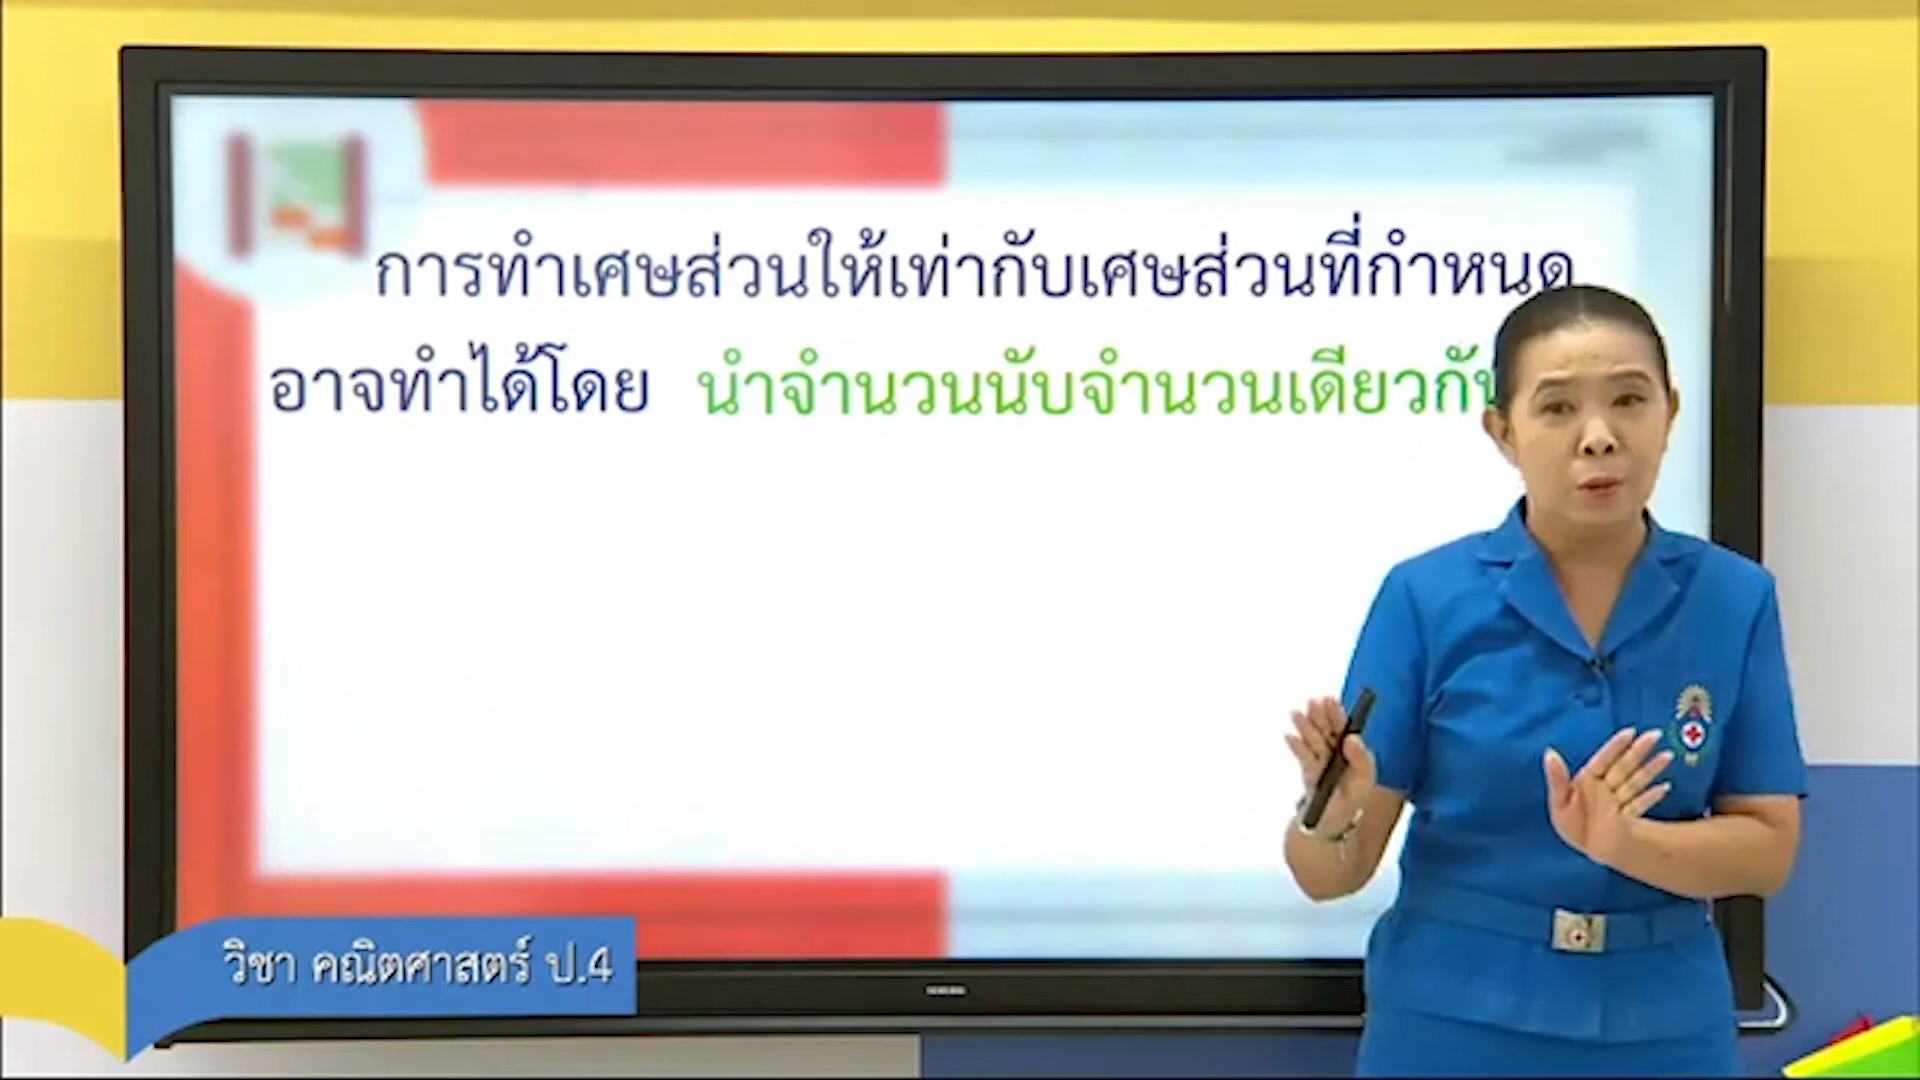 การทำเศษส่วนให้เท่ากับเศษส่วนที่กำหนด
อาจทำได้โดย นำจำนวนนับจำนวนเดียวกัน
วิชา คณิตศาสตร์ ป.4